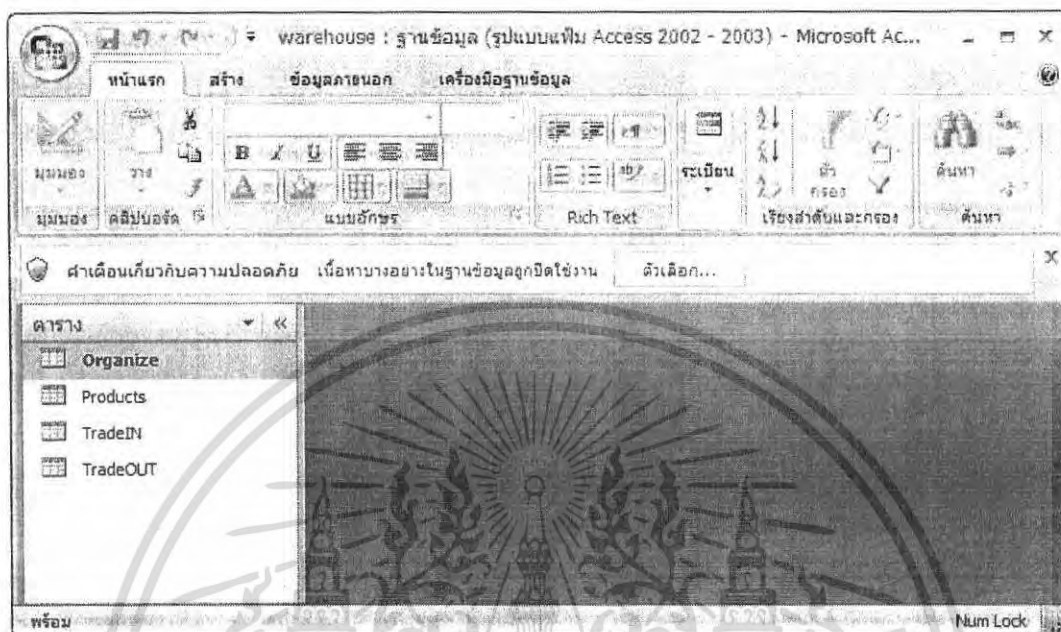 warehouse : ฐานข้อมูล (รูปแบบแฟ้ม Access 2002 - 2003) - Microsoft Ac...
หน้าแรก สร้าง ข้อมูลภายนอก เครื่องมือฐานข้อมูล
มุมมอง วาง B I U ระเบียน ตัวกรอง ค้นหา
มุมมอง คลิปบอร์ด แบบอักษร Rich Text เรียงลำดับและกรอง ค้นหา
คำเตือนเกี่ยวกับความปลอดภัย เนื้อหาบางอย่างในฐานข้อมูลถูกปิดใช้งาน ตัวเลือก...
ตาราง
Organize
Products
TradeIN
TradeOUT
พร้อม Num Lock